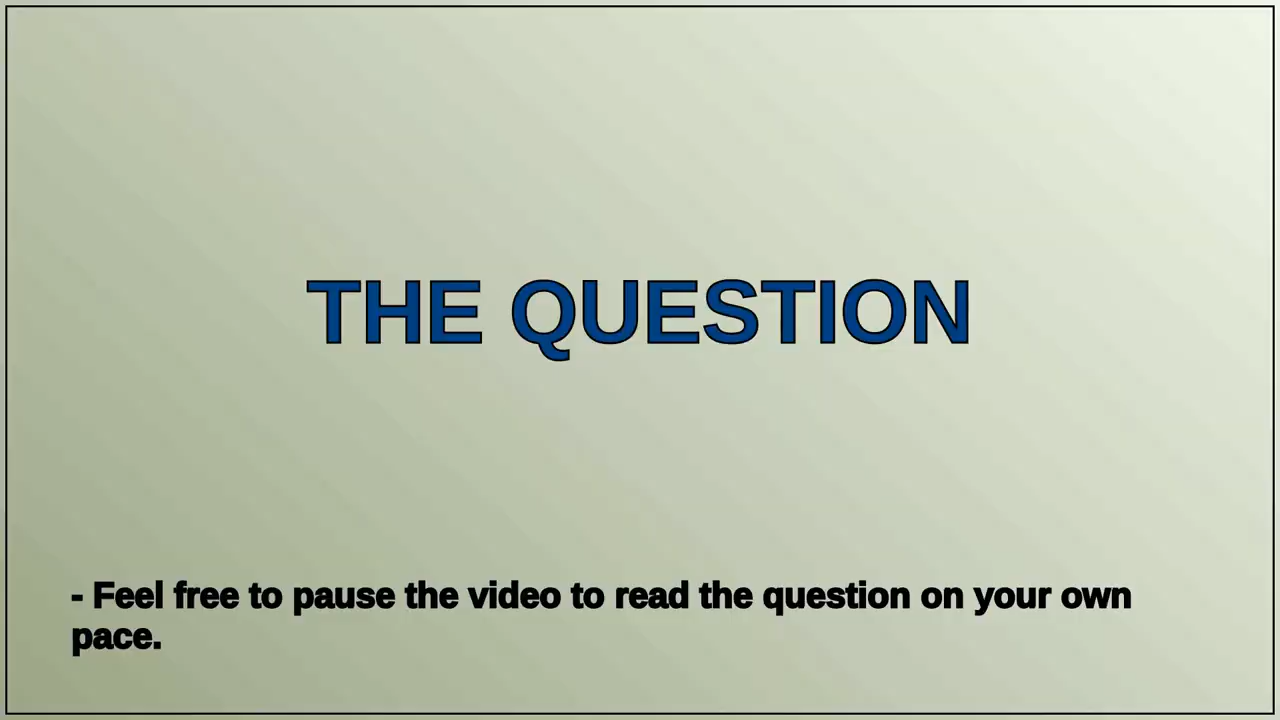 THE QUESTION
- Feel free to pause the video to read the question on your own
pace.